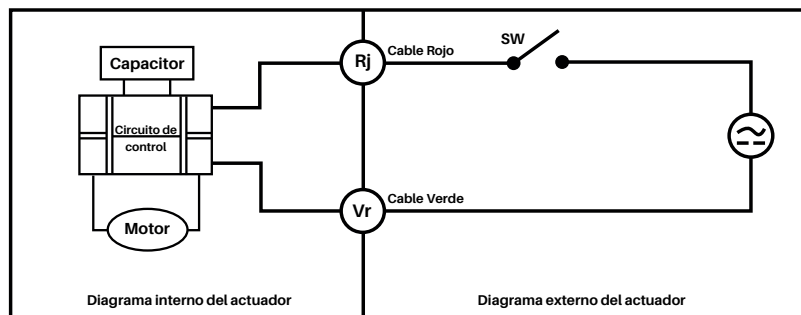 Capacitor
Circuito de
control
Motor
Rj
Cable Rojo
SW
Vr
Cable Verde
Diagrama interno del actuador
Diagrama externo del actuador